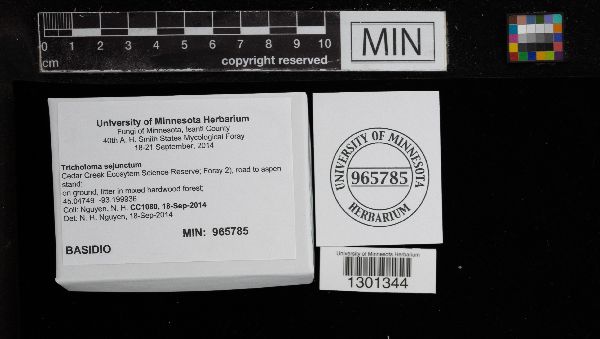 0 1 2 3 4 5 6 7 8 9 10
cm
copyright reserved
MIN
University of Minnesota Herbarium
Fungi of Minnesota, Isanti County
40th A. H. Smith States Mycological Foray
18-21 September, 2014
Tricholoma sejunctum
Cedar Creek Ecosytem Science Reserve; Foray 2), road to aspen
stand;
on ground, litter in mixed hardwood forest;
45.04749 -93.199936
Coll: Nguyen, N. H. CC1080, 18-Sep-2014
Det: N. H. Nguyen, 18-Sep-2014
MIN: 965785
BASIDIO
UNIVERSITY OF MINNESOTA
965785
HERBARIUM
University of Minnesota Herbarium
1301344